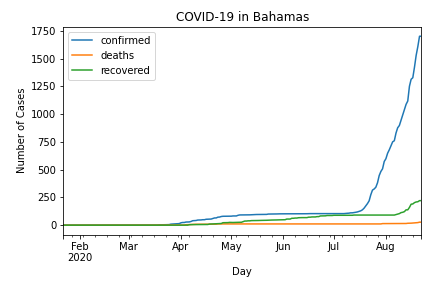 COVID-19 in Bahamas
confirmed
deaths
recovered
Number of Cases
1750
1500
1250
1000
750
500
250
0
Feb Mar Apr May Jun Jul Aug
2020
Day